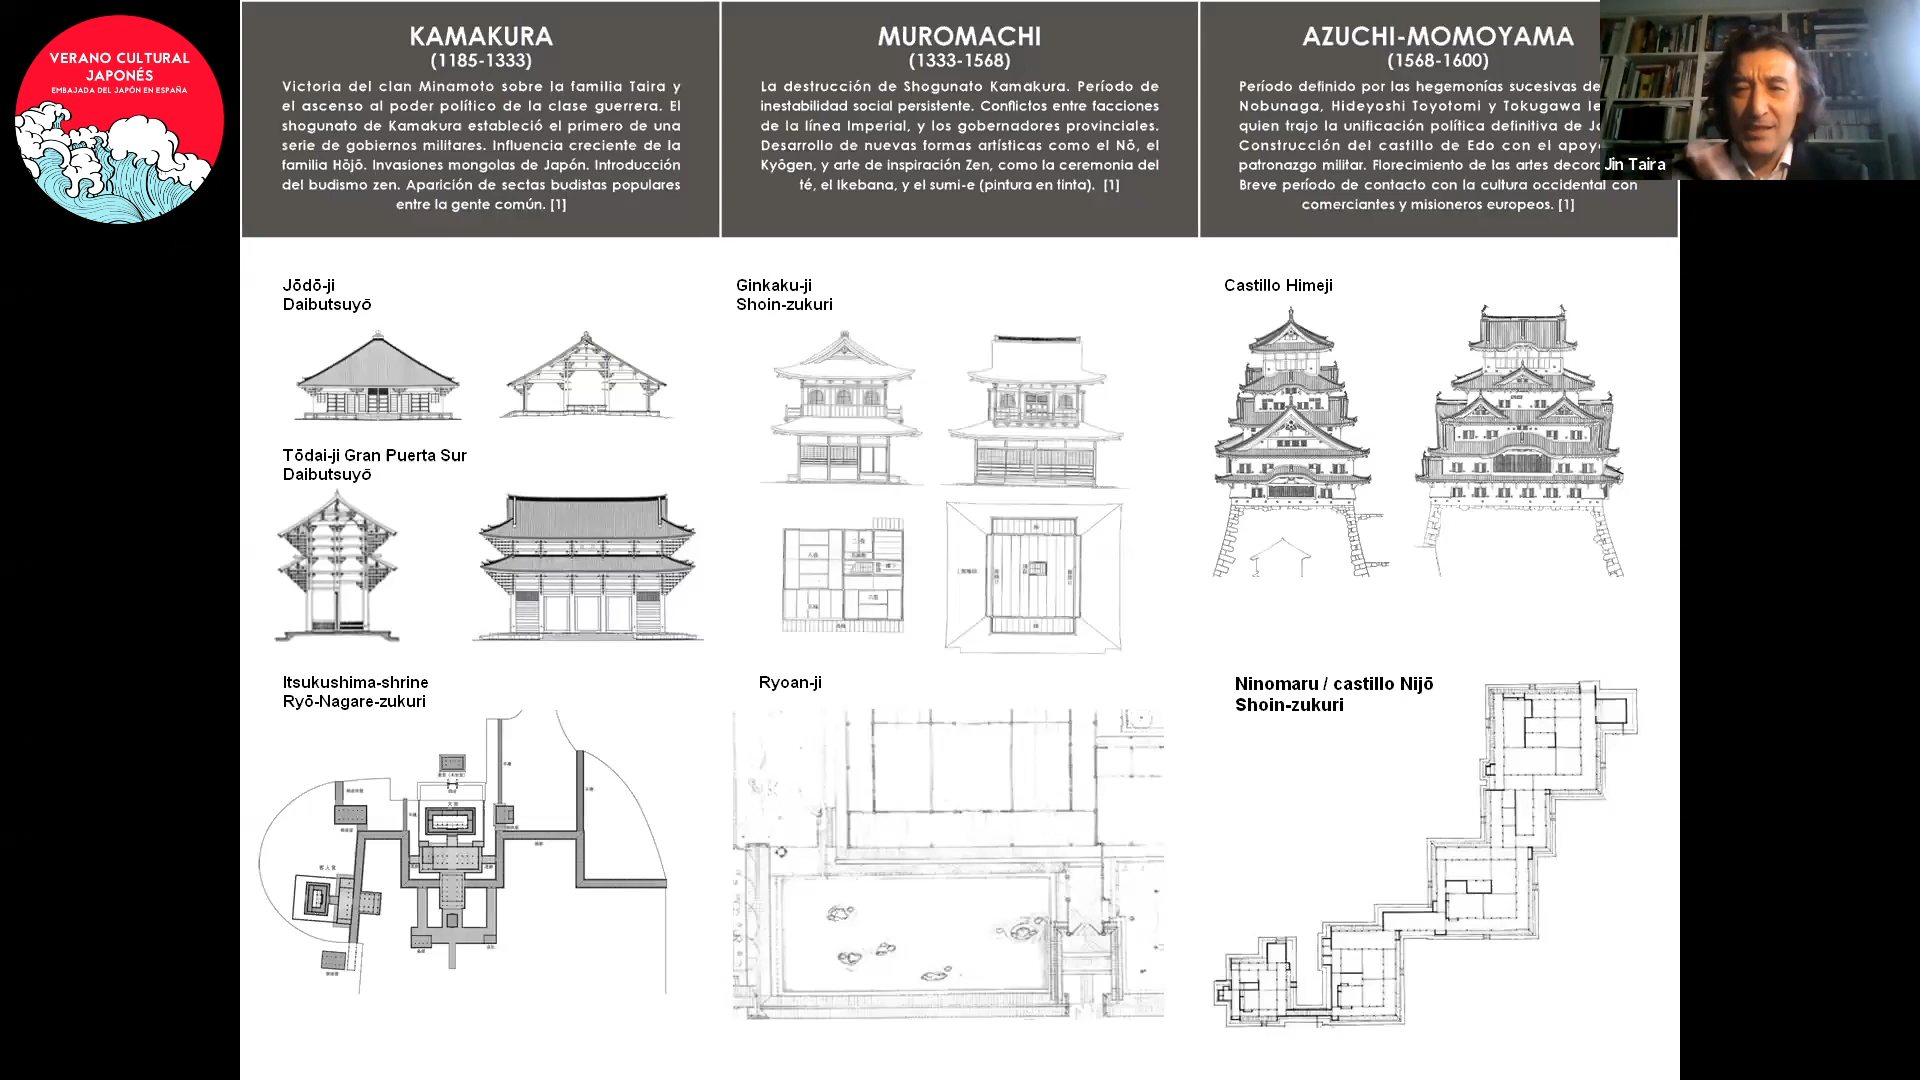 VERANO CULTURAL
JAPONÉS
EMBAJADA DEL JAPÓN EN ESPAÑA
KAMAKURA
(1185-1333)
Victoria del clan Minamoto sobre la familia Taira y
el ascenso al poder político de la clase guerrera. El
shogunato de Kamakura estableció el primero de una
serie de gobiernos militares. Influencia creciente de la
familia Hōjō. Invasiones mongolas de Japón. Introducción
del budismo zen. Aparición de sectas budistas populares
entre la gente común. [1]
MUROMACHI
(1333-1568)
La destrucción de Shogunato Kamakura. Período de
inestabilidad social persistente. Conflictos entre facciones
de la línea Imperial, y los gobernadores provinciales.
Desarrollo de nuevas formas artísticas como el Nō, el
Kyōgen, y arte de inspiración Zen, como la ceremonia del
té, el Ikebana, y el sumi-e (pintura en tinta). [1]
AZUCHI-MOMOYAMA
(1568-1600)
Período definido por las hegemonías sucesivas de
Nobunaga, Hideyoshi Toyotomi y Tokugawa
quien trajo la unificación política definitiva de
Construcción del castillo de Edo con el
patronazgo militar. Florecimiento de las artes
Breve período de contacto con la cultura occidental con
comerciantes y misioneros europeos. [1]
Jin Taira
Jōdō-ji
Daibutsuyō
Tōdai-ji Gran Puerta Sur
Daibutsuyō
Itsukushima-shrine
Ryō-Nagare-zukuri
Ginkaku-ji
Shoin-zukuri
Ryoan-ji
Castillo Himeji
Ninomaru / castillo Nijō
Shoin-zukuri